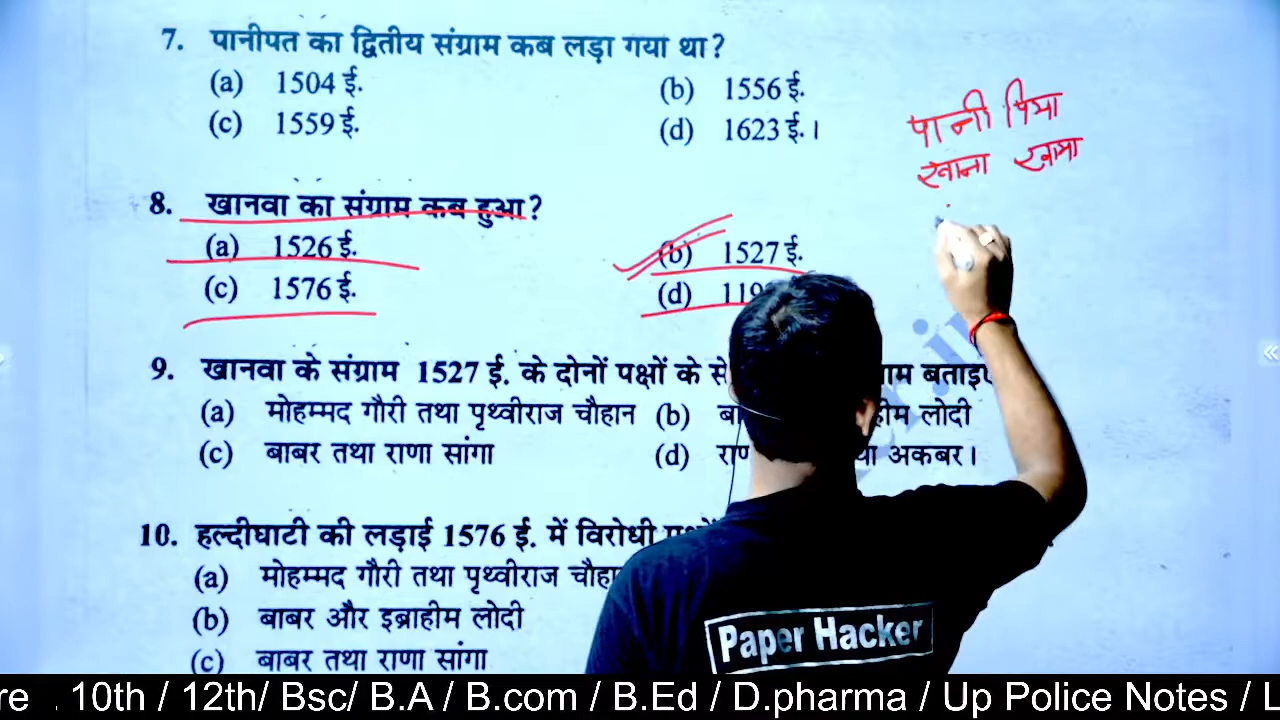 7. पानीपत का द्वितीय संग्राम कब लड़ा गया था?
(a) 1504 ई. (b) 1556 ई.
(c) 1559 ई. (d) 1623 ई.।
पानी पिया
खाना खाया
8. खानवा का संग्राम कब हुआ?
(a) 1526 ई. (b) 1527 ई.
(c) 1576 ई. (d)
9. खानवा के संग्राम 1527 ई. के दोनों पक्षों के
(a) मोहम्मद गौरी तथा पृथ्वीराज चौहान (b) लोदी
(c) बाबर तथा राणा सांगा (d) अकबर।
10. हल्दीघाटी की लड़ाई 1576 ई. में विरोधी
(a) मोहम्मद गौरी तथा पृथ्वीराज
(b) बाबर और इब्राहीम लोदी
(c) बाबर तथा राणा सांगा
Paper Hacker
10th / 12th/ Bsc/ B.A / B.com / B.Ed / D.pharma / Up Police Notes /